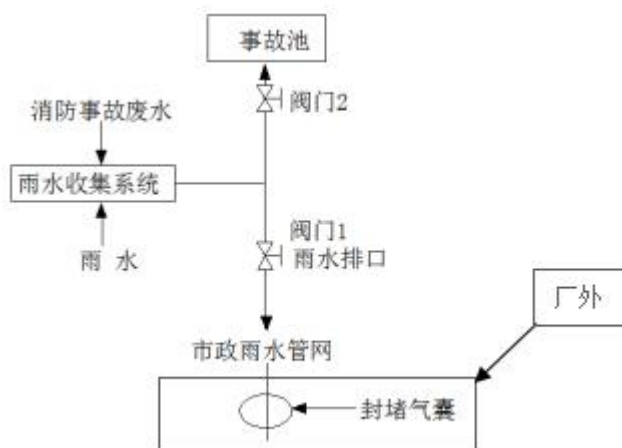 事故池
阀门2
消防事故废水
雨水收集系统
雨 水
阀门1
雨水排口
厂外
市政雨水管网
封堵气囊